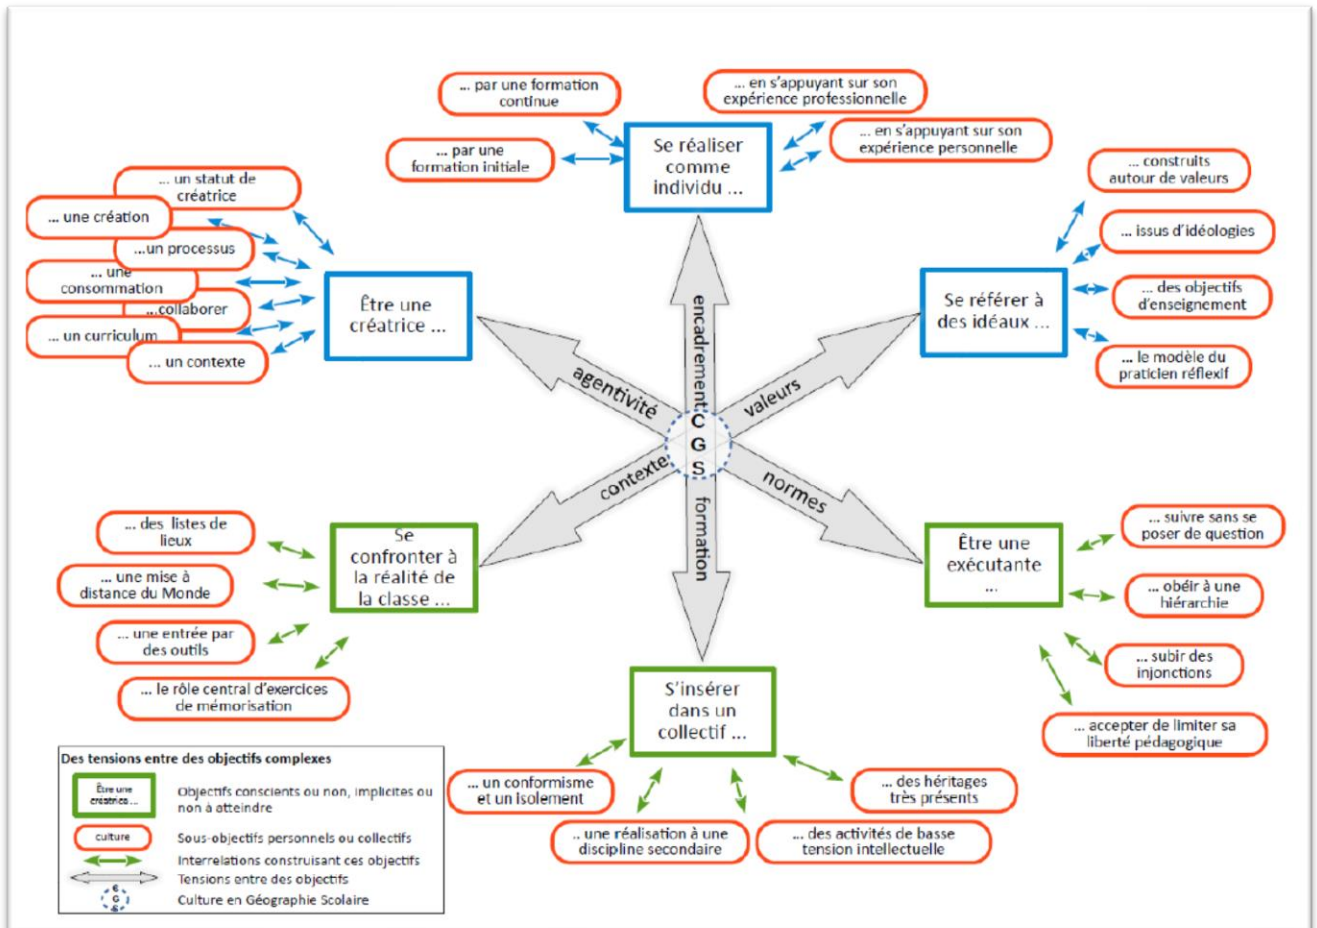 ... par une formation
continue
... en s'appuyant sur son
expérience professionnelle
... par une
formation initiale
Se réaliser
comme
individu ...
... en s'appuyant sur son
expérience personnelle
... un statut de
créatrice
... une création
...un processus
... une
consommation
...collaborer
... un curriculum
... un contexte
Être une
créatrice ...
... construits
autour de valeurs
... issus d'idéologies
... des objectifs
d'enseignement
... le modèle du
praticien réflexif
Se référer à
des idéaux ...
encadrement
agentivité
valeurs
C
G
S
contexte
normes
formation
... des listes de
lieux
... une mise à
distance du Monde
... une entrée par
des outils
... le rôle central d'exercices
de mémorisation
Se
confronter à
la réalité de
la classe ...
Être une
exécutante
...
... suivre sans se
poser de question
... obéir à une
hiérarchie
... subir des
injonctions
... accepter de limiter sa
liberté pédagogique
S'insérer
dans un
collectif ...
... un conformisme
et un isolement
.. une réalisation à une
discipline secondaire
... des activités de basse
tension intellectuelle
... des héritages
très présents
Des tensions entre des objectifs complexes
Être une
créatrice ...
Objectifs conscients ou non, implicites ou
non à atteindre
culture
Sous-objectifs personnels ou collectifs
Interrelations construisant ces objectifs
Tensions entre des objectifs
C
G
S
Culture en Géographie Scolaire